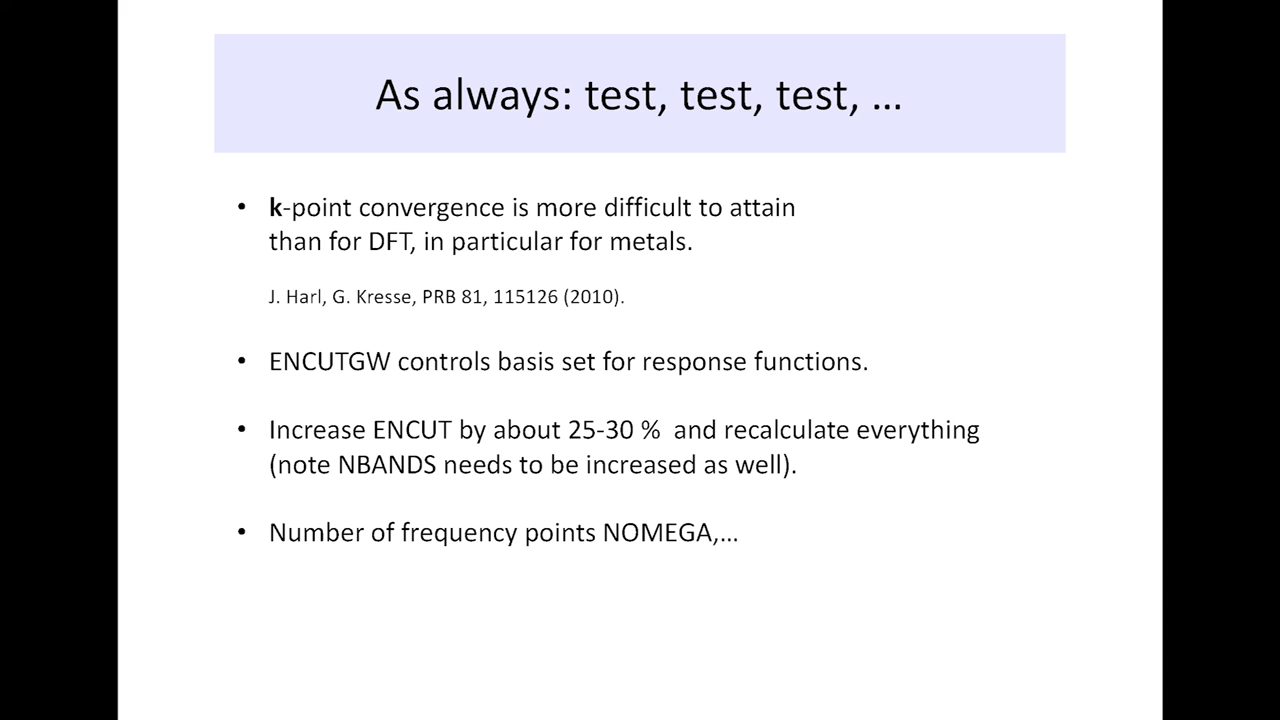 As always: test, test, test, …
• k-point convergence is more difficult to attain
than for DFT, in particular for metals.
J. Harl, G. Kresse, PRB 81, 115126 (2010).
• ENCUTGW controls basis set for response functions.
• Increase ENCUT by about 25-30 %  and recalculate everything
(note NBANDS needs to be increased as well).
• Number of frequency points NOMEGA,…